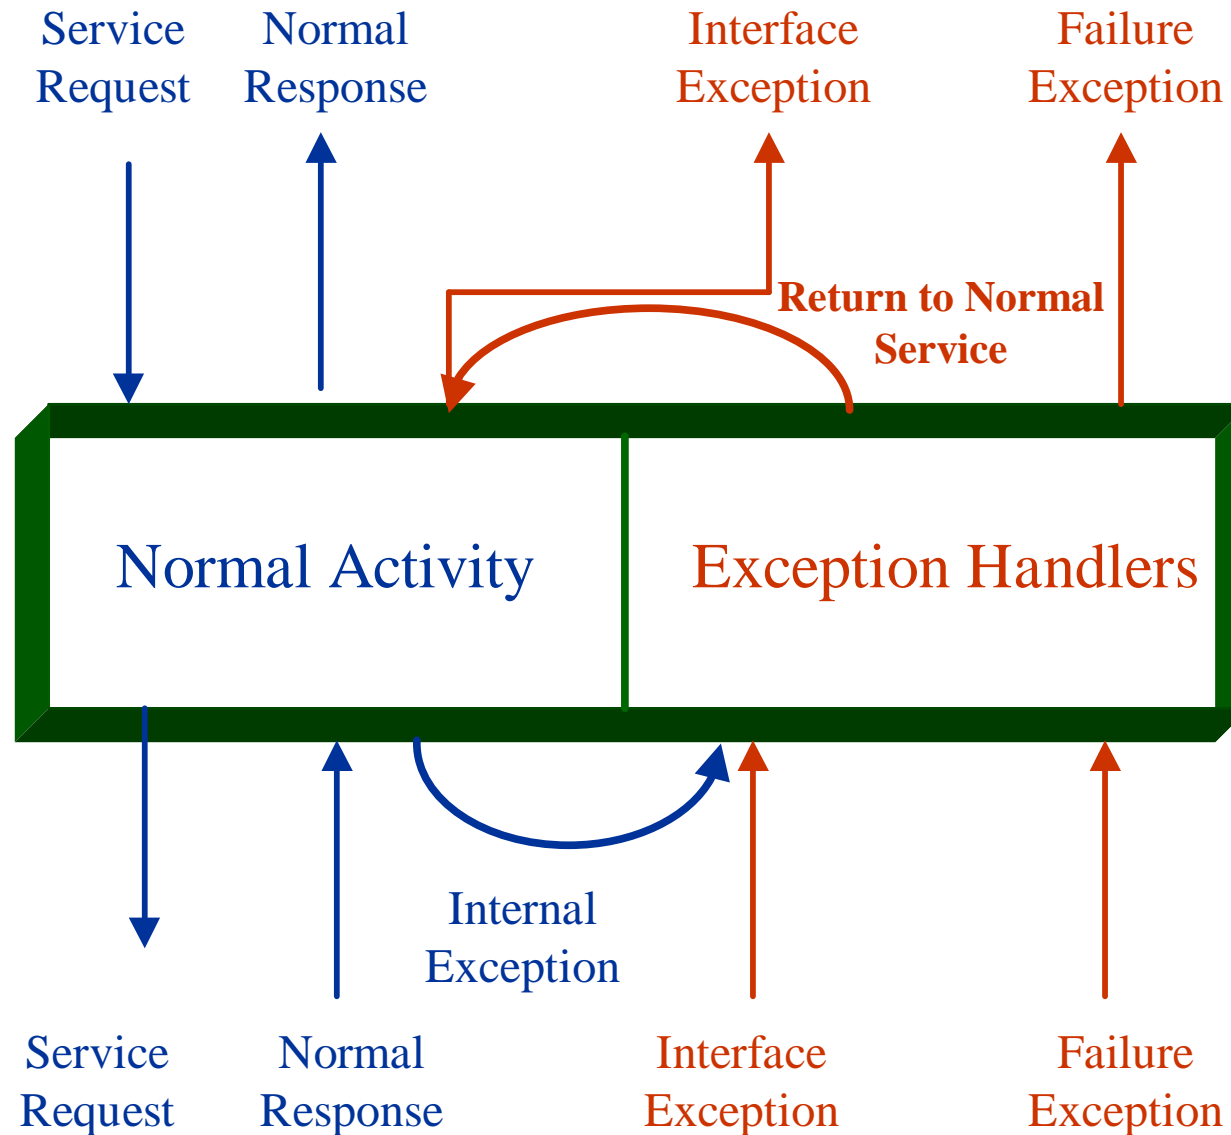 Service
Request
Normal
Response
Interface
Exception
Failure
Exception
Return to Normal
Service
Normal Activity
Exception Handlers
Internal
Exception
Service
Request
Normal
Response
Interface
Exception
Failure
Exception